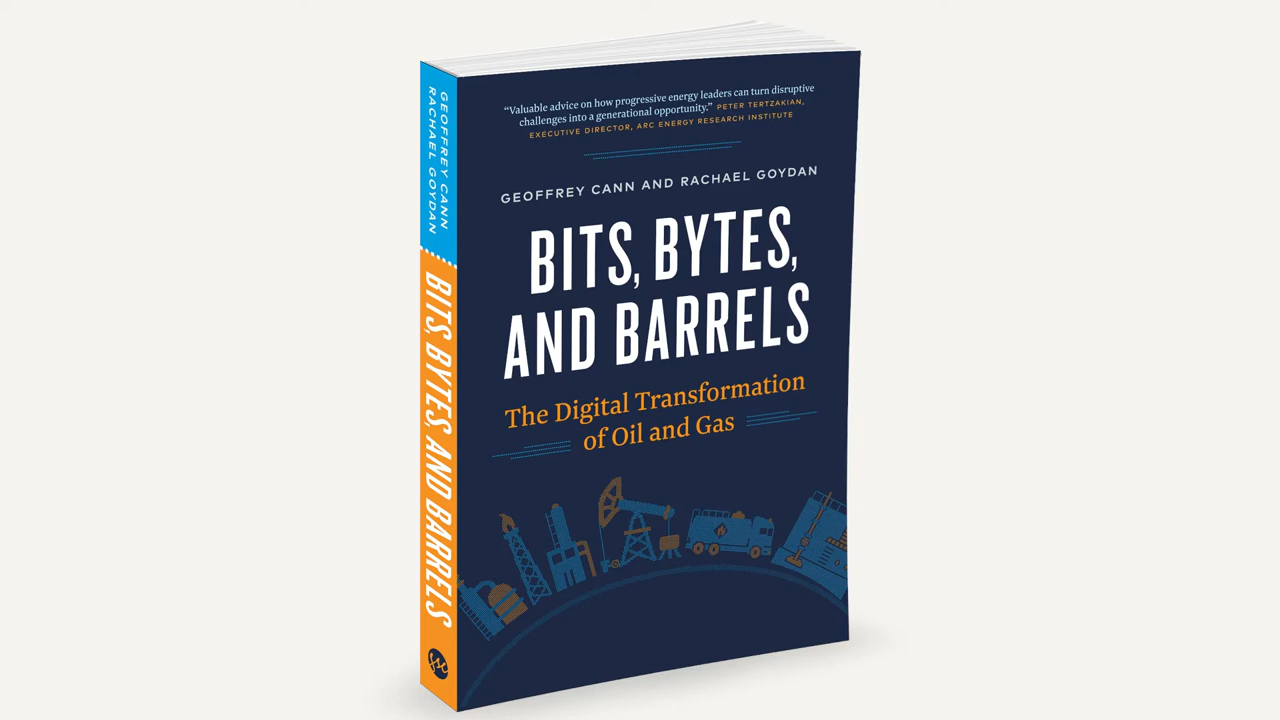 “Valuable advice on how progressive energy leaders can turn disruptive
challenges into a generational opportunity.” PETER TERTZAKIAN,
EXECUTIVE DIRECTOR, ARC ENERGY RESEARCH INSTITUTE
GEOFFREY CANN AND RACHAEL GOYDAN
BITS, BYTES,
AND BARRELS
The Digital Transformation
of Oil and Gas
GEOFFREY CANN
RACHAEL GOYDAN
BITS, BYTES, AND BARRELS